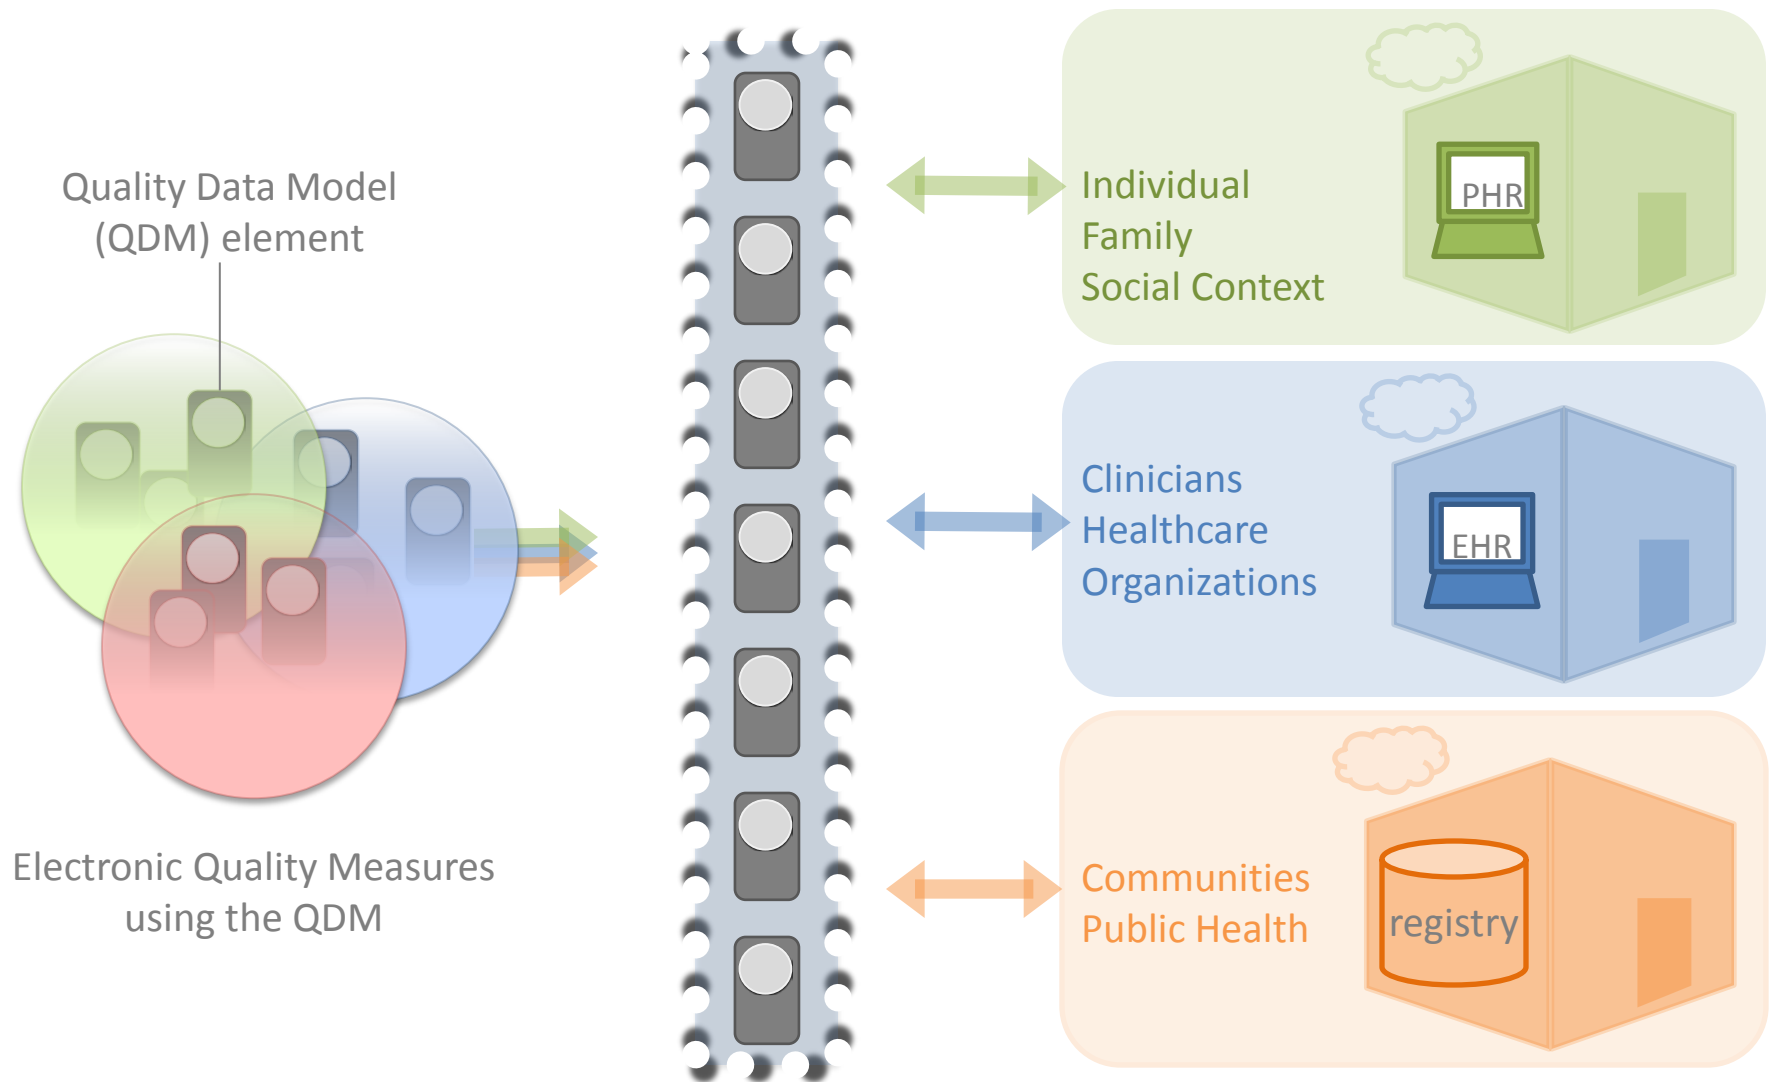 Quality Data Model
(QDM) element
Electronic Quality Measures
using the QDM
Individual
Family
Social Context
PHR
Clinicians
Healthcare
Organizations
EHR
Communities
Public Health
registry